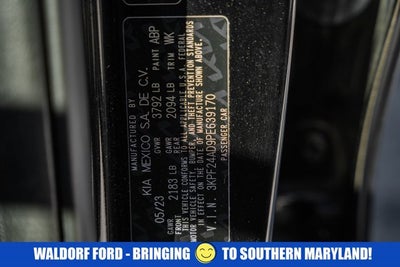 KIA MEXICO S.A. DE C.V.
05/23 GVWR 3792 LB PAINT ABP
GAWR FRONT 2183 LB GAWR REAR 2094 LB TRIM WK
THIS VEHICLE CONFORMS TO ALL APPLICABLE U.S.A. FEDERAL
MOTOR VEHICLE SAFETY, BUMPER, AND THEFT PREVENTION STANDARDS
IN EFFECT ON THE DATE OF MANUFACTURE SHOWN ABOVE.
V.I.N. 3KPF24AD9PE639170
PASSENGER CAR
WALDORF FORD - BRINGING TO SOUTHERN MARYLAND!